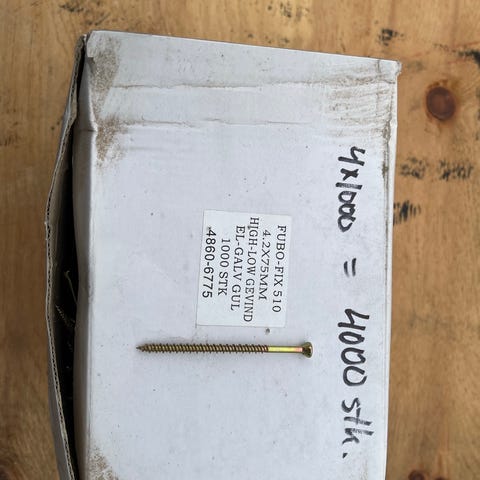 FUBO-FIX 510
4.2X75MM
HIGH-LOW GEVIND
EL-GALV GUL
1000 STK
4860-6775
4x1000 = 4000 stk.